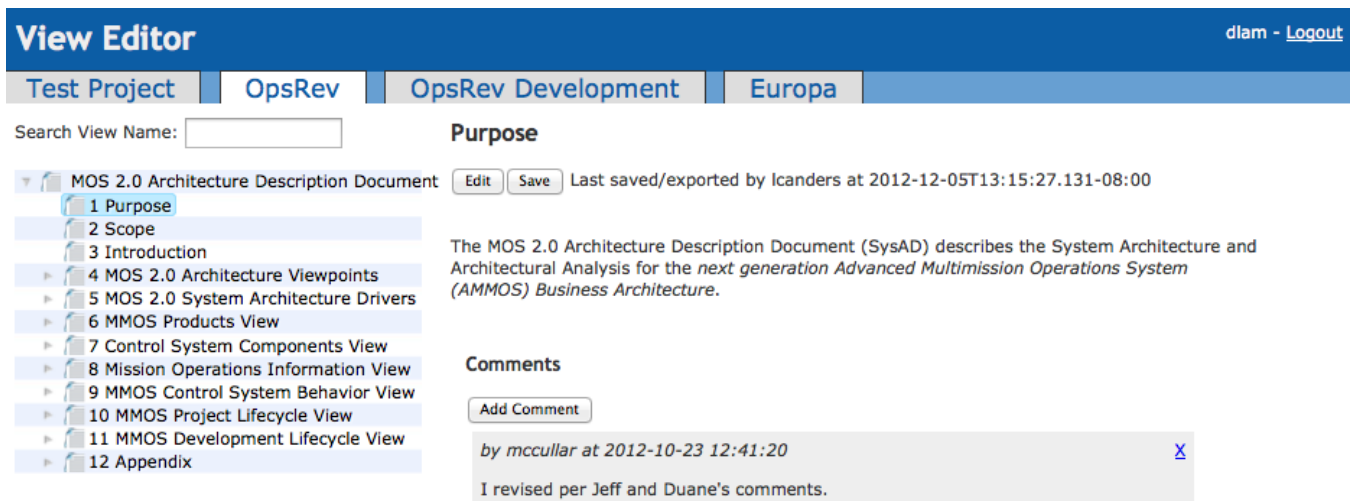 View Editor
dlam - Logout
Test Project
OpsRev
OpsRev Development
Europa
Search View Name:
MOS 2.0 Architecture Description Document
1 Purpose
2 Scope
3 Introduction
4 MOS 2.0 Architecture Viewpoints
5 MOS 2.0 System Architecture Drivers
6 MMOS Products View
7 Control System Components View
8 Mission Operations Information View
9 MMOS Control System Behavior View
10 MMOS Project Lifecycle View
11 MMOS Development Lifecycle View
12 Appendix
Purpose
Edit Save Last saved/exported by lcanders at 2012-12-05T13:15:27.131-08:00
The MOS 2.0 Architecture Description Document (SysAD) describes the System Architecture and
Architectural Analysis for the next generation Advanced Multimission Operations System
(AMMOS) Business Architecture.
Comments
Add Comment
by mccullar at 2012-10-23 12:41:20 X
I revised per Jeff and Duane's comments.